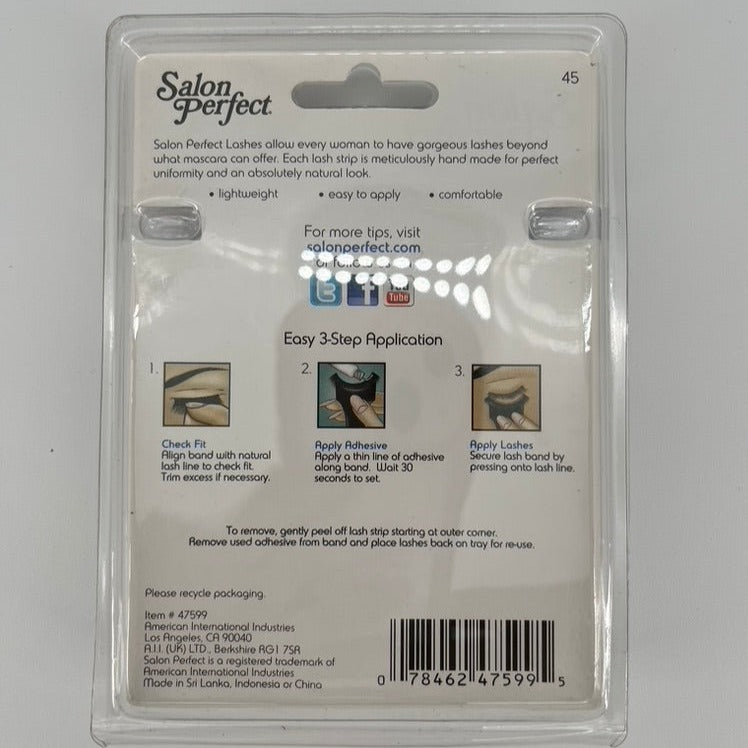 Salon
Perfect
45
Salon Perfect Lashes allow every woman to have gorgeous lashes beyond
what mascara can offer. Each lash strip is meticulously hand made for perfect
uniformity and an absolutely natural look.
• lightweight • easy to apply • comfortable
For more tips, visit
salonperfect.com
You
Tube
Easy 3-Step Application
1.
Check Fit
Align band with natural
lash line to check fit.
Trim excess if necessary.
2.
Apply Adhesive
Apply a thin line of adhesive
along band. Wait 30
seconds to set.
3.
Apply Lashes
Secure lash band by
pressing onto lash line.
To remove, gently peel off lash strip starting at outer corner.
Remove used adhesive from band and place lashes back on tray for re-use.
Please recycle packaging.
Item # 47599
American International Industries
Los Angeles, CA 90040
A.I.I. (UK) LTD., Berkshire RG1 7SR
Salon Perfect is a registered trademark of
American International Industries
Made in Sri Lanka, Indonesia or China
0 78462 47599 5